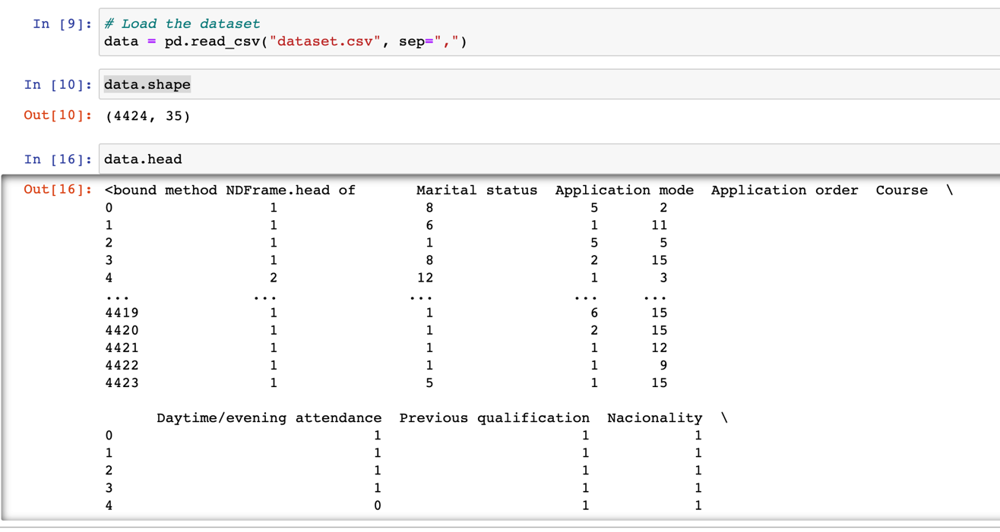 In [9]: # Load the dataset
data = pd.read_csv("dataset.csv", sep=",")
In [10]: data.shape
Out[10]: (4424, 35)
In [16]: data.head
Out[16]: <bound method NDFrame.head of       Marital status  Application mode  Application order  Course  \
0                  1                 8                  5       2
1                  1                 6                  1      11
2                  1                 1                  5       5
3                  1                 8                  2      15
4                  2                12                  1       3
...              ...               ...                ...     ...
4419               1                 1                  6      15
4420               1                 1                  2      15
4421               1                 1                  1      12
4422               1                 1                  1       9
4423               1                 5                  1      15
Daytime/evening attendance  Previous qualification  Nacionality  \
0                              1                       1            1
1                              1                       1            1
2                              1                       1            1
3                              1                       1            1
4                              0                       1            1